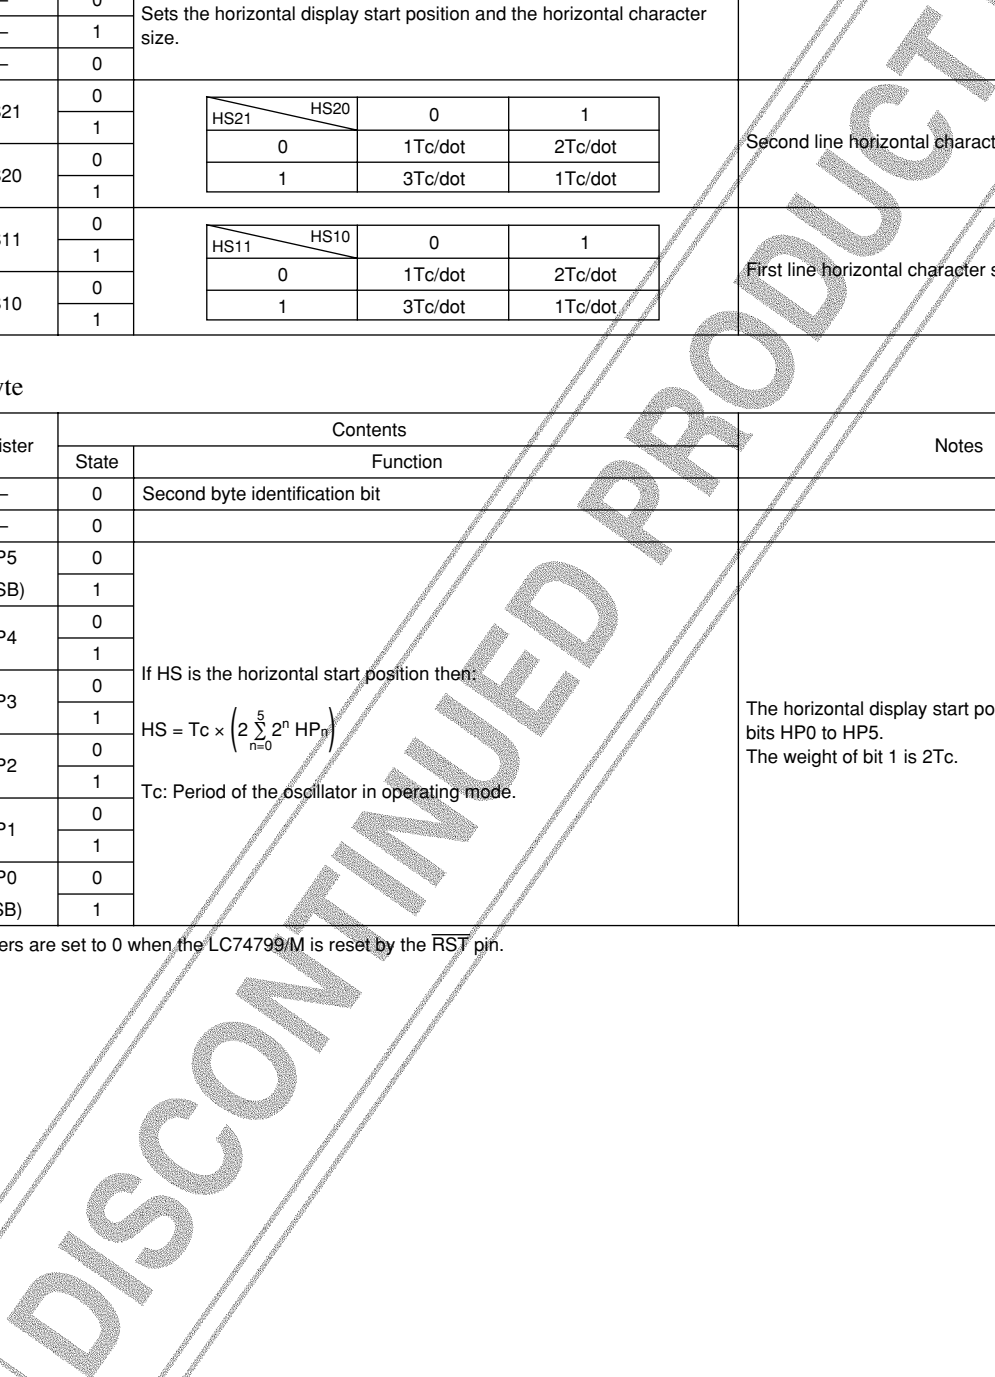 – 0
Sets the horizontal display start position and the horizontal character
– 1
size.
– 0
21 0
1
20 0
1
HS21 HS20 0 1
0 1Tc/dot 2Tc/dot
1 3Tc/dot 1Tc/dot
Second line horizontal charact
11 0
1
10 0
1
HS11 HS10 0 1
0 1Tc/dot 2Tc/dot
1 3Tc/dot 1Tc/dot
First line horizontal character s
yte
ister Contents Notes
State Function
– 0 Second byte identification bit
– 0
P5 0
SB) 1
P4 0
1
P3 0
1
P2 0
1
P1 0
1
P0 0
SB) 1
If HS is the horizontal start position then:
HS = Tc × (2 5 Σ n=0 2ⁿ HPn)
Tc: Period of the oscillator in operating mode.
The horizontal display start po
bits HP0 to HP5.
The weight of bit 1 is 2Tc.
ers are set to 0 when the LC74799/M is reset by the RST pin.
DISCONTINUED PRODUCT